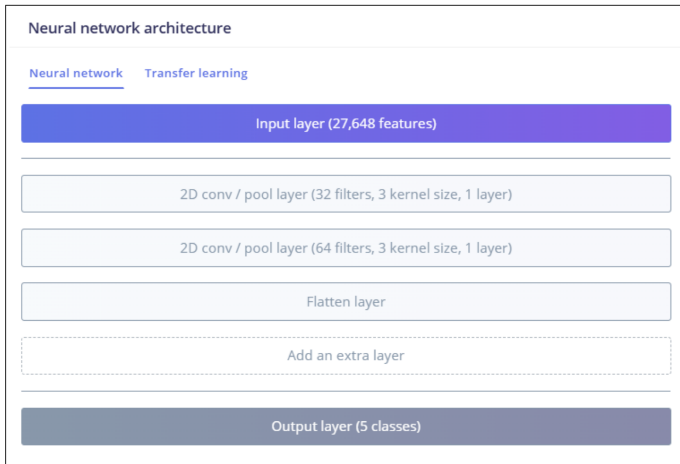 Neural network architecture
Neural network Transfer learning
Input layer (27,648 features)
2D conv / pool layer (32 filters, 3 kernel size, 1 layer)
2D conv / pool layer (64 filters, 3 kernel size, 1 layer)
Flatten layer
Add an extra layer
Output layer (5 classes)